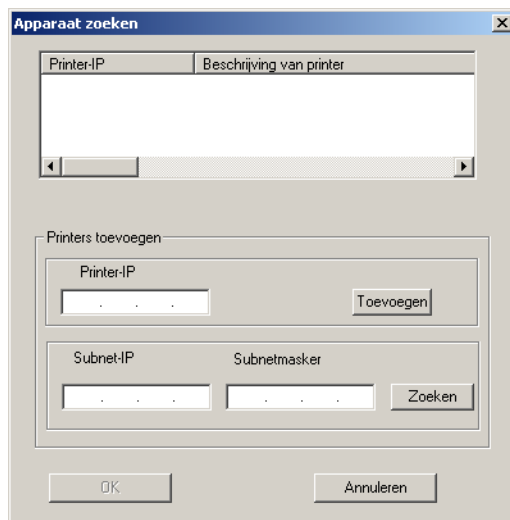 Apparaat zoeken
Printer-IP Beschrijving van printer
Printers toevoegen
Printer-IP
. . . Toevoegen
Subnet-IP Subnetmasker
. . . . . . Zoeken
OK Annuleren